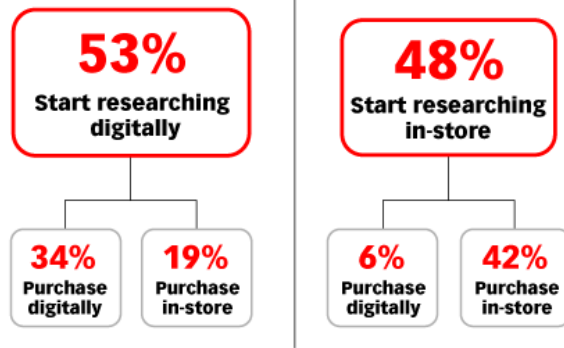 53%
Start researching
digitally
34%
Purchase
digitally
19%
Purchase
in-store
48%
Start researching
in-store
6%
Purchase
digitally
42%
Purchase
in-store